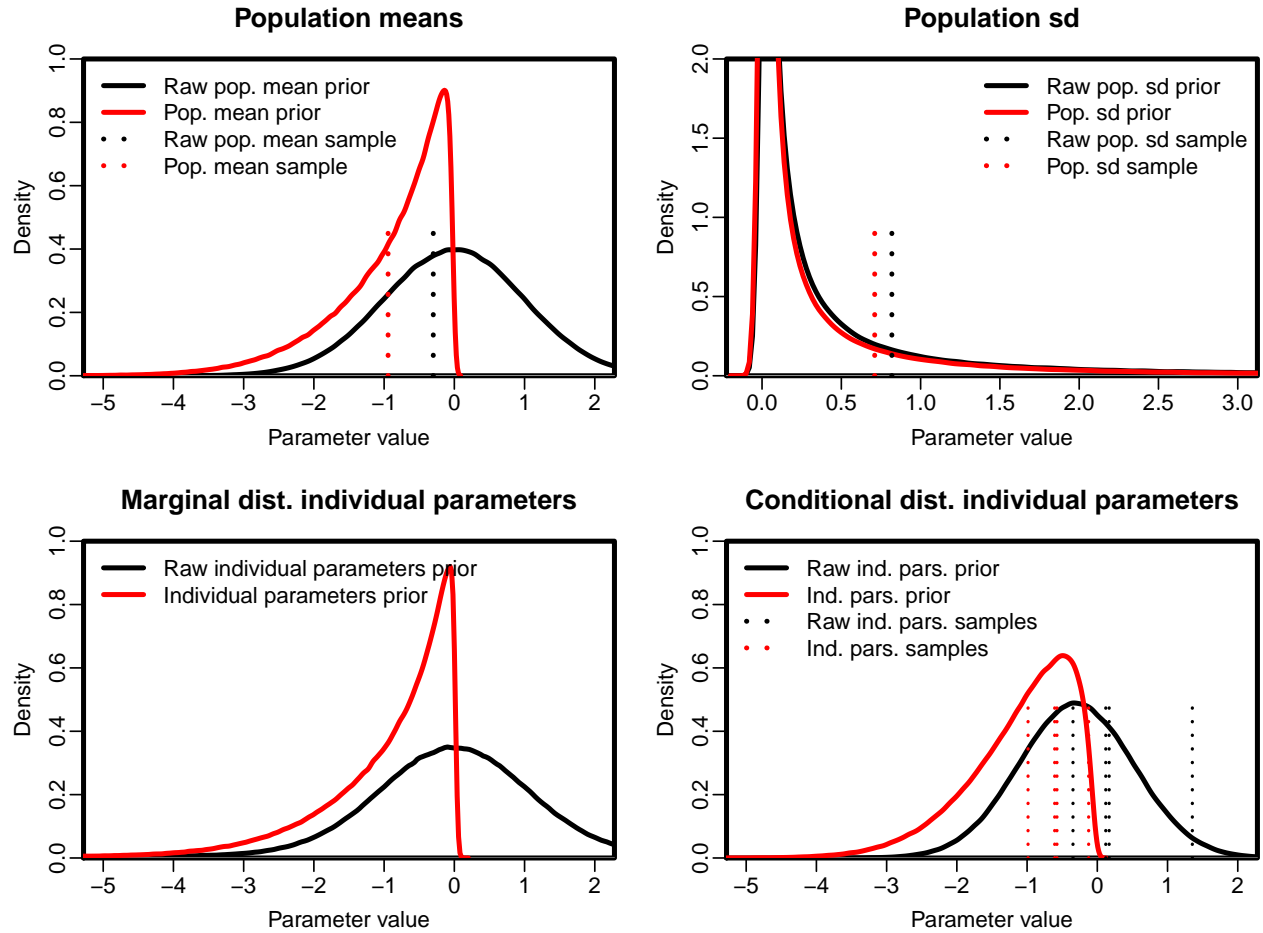 Population means
1.0
0.8
0.6
0.4
0.2
0.0
Density
Raw pop. mean prior
Pop. mean prior
Raw pop. mean sample
Pop. mean sample
−5 −4 −3 −2 −1 0 1 2
Parameter value
Population sd
2.0
1.5
1.0
0.5
0.0
Density
Raw pop. sd prior
Pop. sd prior
Raw pop. sd sample
Pop. sd sample
0.0 0.5 1.0 1.5 2.0 2.5 3.0
Parameter value
Marginal dist. individual parameters
1.0
0.8
0.6
0.4
0.2
0.0
Density
Raw individual parameters prior
Individual parameters prior
−5 −4 −3 −2 −1 0 1 2
Parameter value
Conditional dist. individual parameters
1.0
0.8
0.6
0.4
0.2
0.0
Density
Raw ind. pars. prior
Ind. pars. prior
Raw ind. pars. samples
Ind. pars. samples
−5 −4 −3 −2 −1 0 1 2
Parameter value